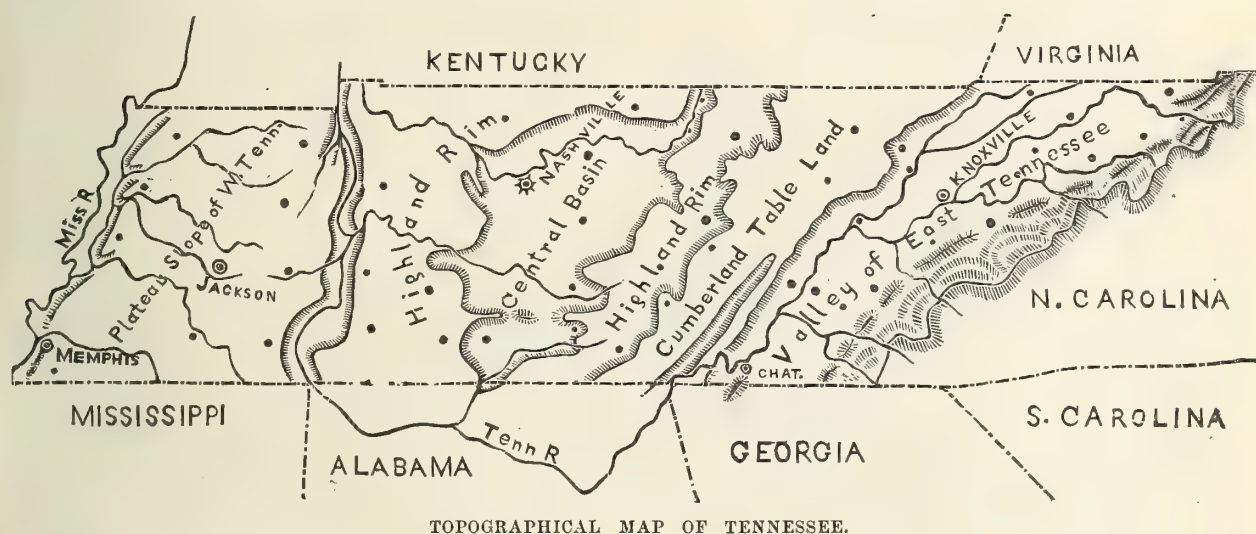 KENTUCKY
VIRGINIA
Miss R
Plateau Slope of W. Tenn
JACKSON
MEMPHIS
Highland Rim
NASHVILLE
Central Basin
Highland Rim
Cumberland Table Land
KNOXVILLE
Valley of East Tennessee
CHAT.
N. CAROLINA
MISSISSIPPI
ALABAMA
Tenn R
GEORGIA
S. CAROLINA
TOPOGRAPHICAL MAP OF TENNESSEE.